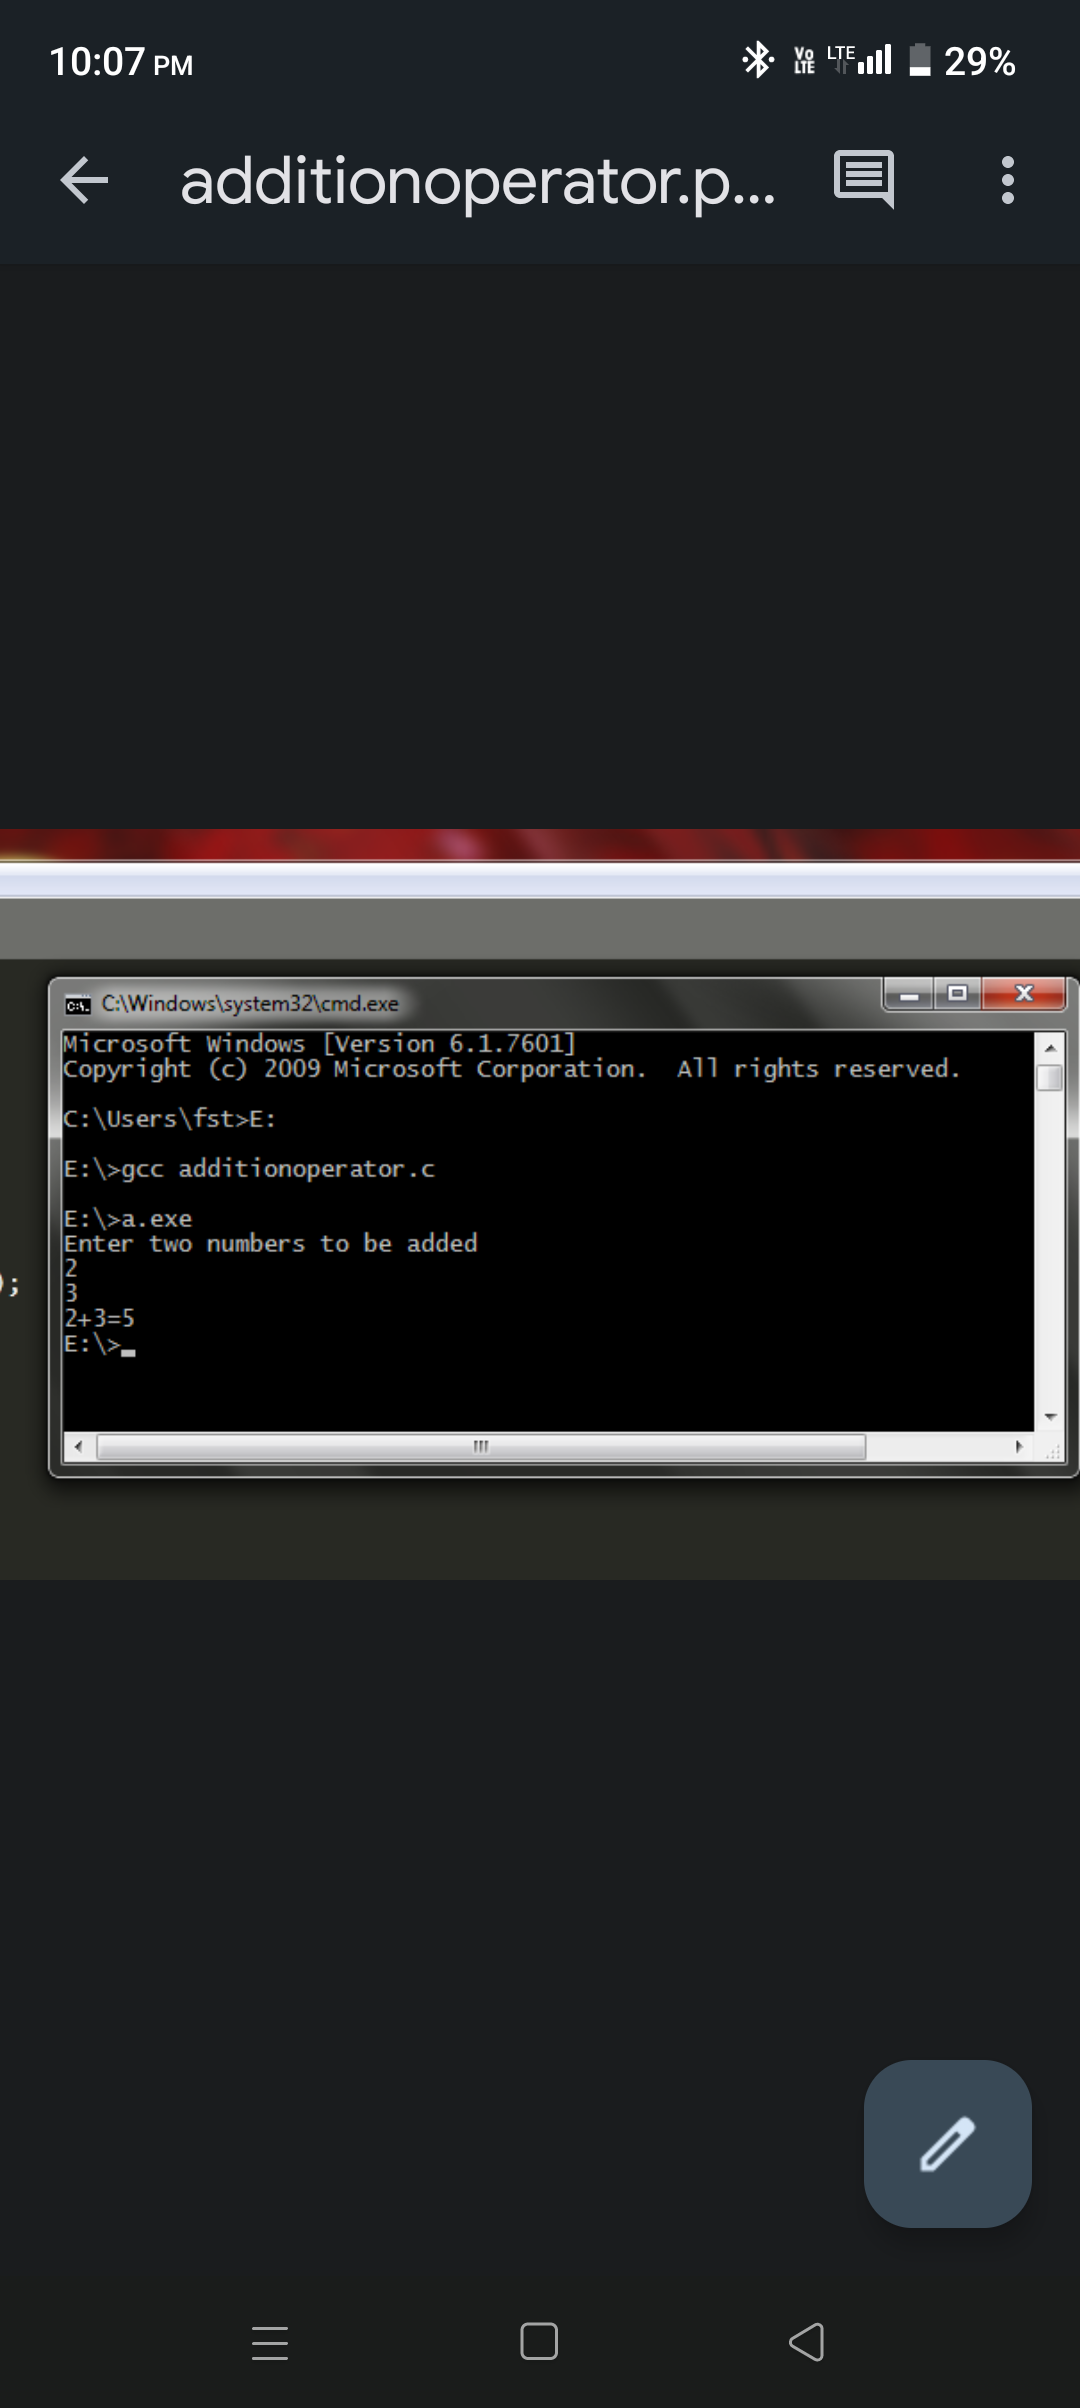 10:07 PM
Vo LTE LTE 29%
additionoperator.p...
C:\Windows\system32\cmd.exe
Microsoft Windows [Version 6.1.7601]
Copyright (c) 2009 Microsoft Corporation.  All rights reserved.
C:\Users\fst>E:
E:\>gcc additionoperator.c
E:\>a.exe
Enter two numbers to be added
2
);
3
2+3=5
E:\>_